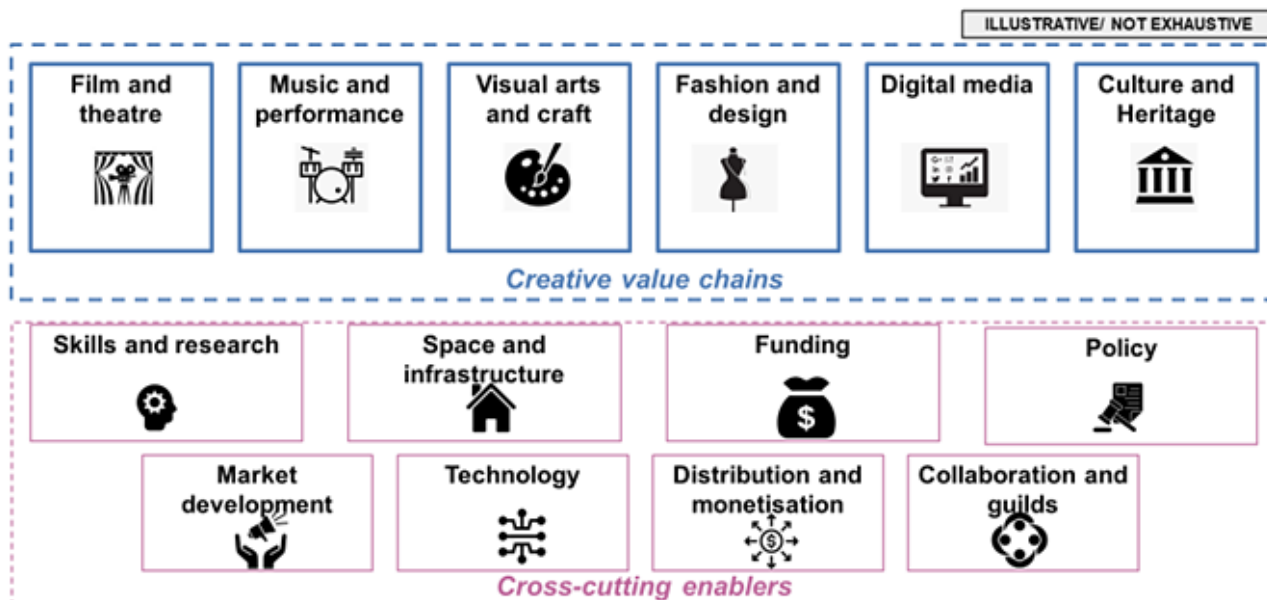 ILLUSTRATIVE/ NOT EXHAUSTIVE
Film and
theatre
Music and
performance
Visual arts
and craft
Fashion and
design
Digital media
Culture and
Heritage
Creative value chains
Skills and research
Space and
infrastructure
Funding
$
Policy
Market
development
Technology
Distribution and
monetisation
$
Collaboration and
guilds
Cross-cutting enablers